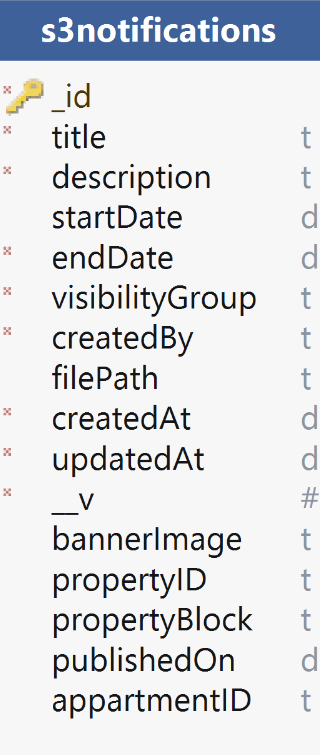 s3notifications
_id
title t
description t
startDate d
endDate d
visibilityGroup t
createdBy t
filePath t
createdAt d
updatedAt d
__v #
bannerImage t
propertyID t
propertyBlock t
publishedOn d
appartmentID t